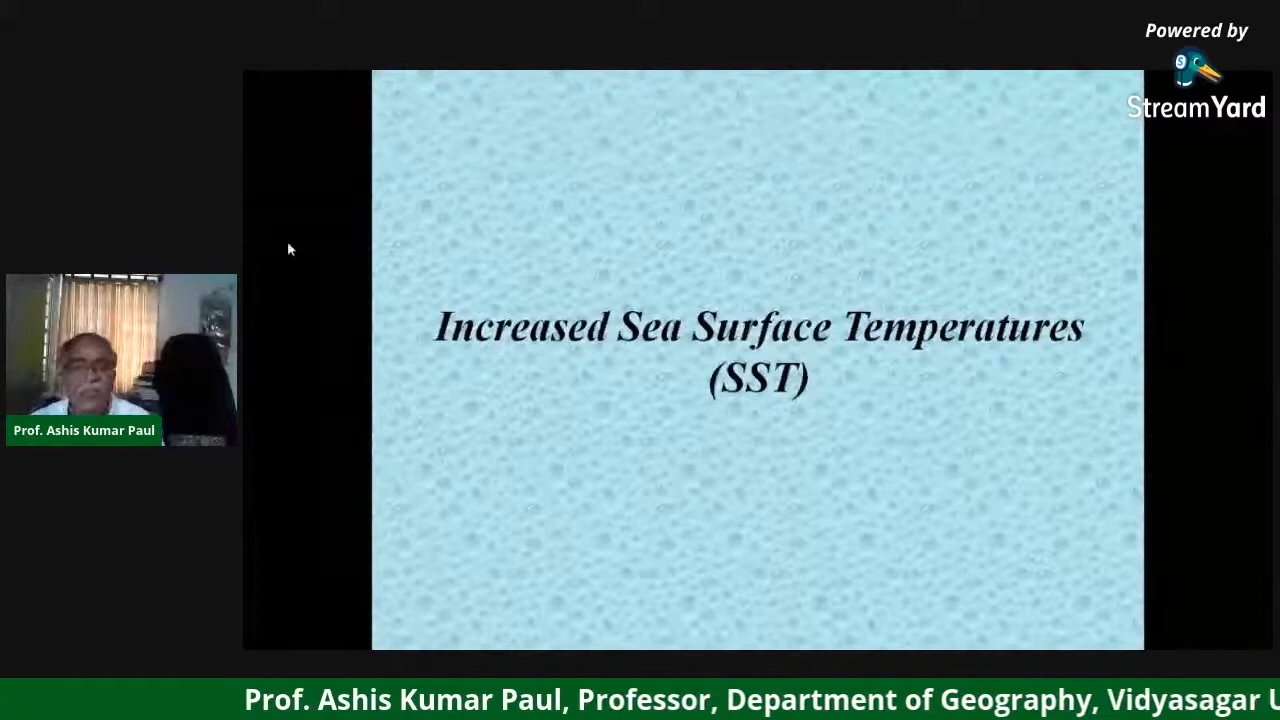 Powered by
StreamYard
Increased Sea Surface Temperatures
(SST)
Prof. Ashis Kumar Paul
Prof. Ashis Kumar Paul, Professor, Department of Geography, Vidyasagar U